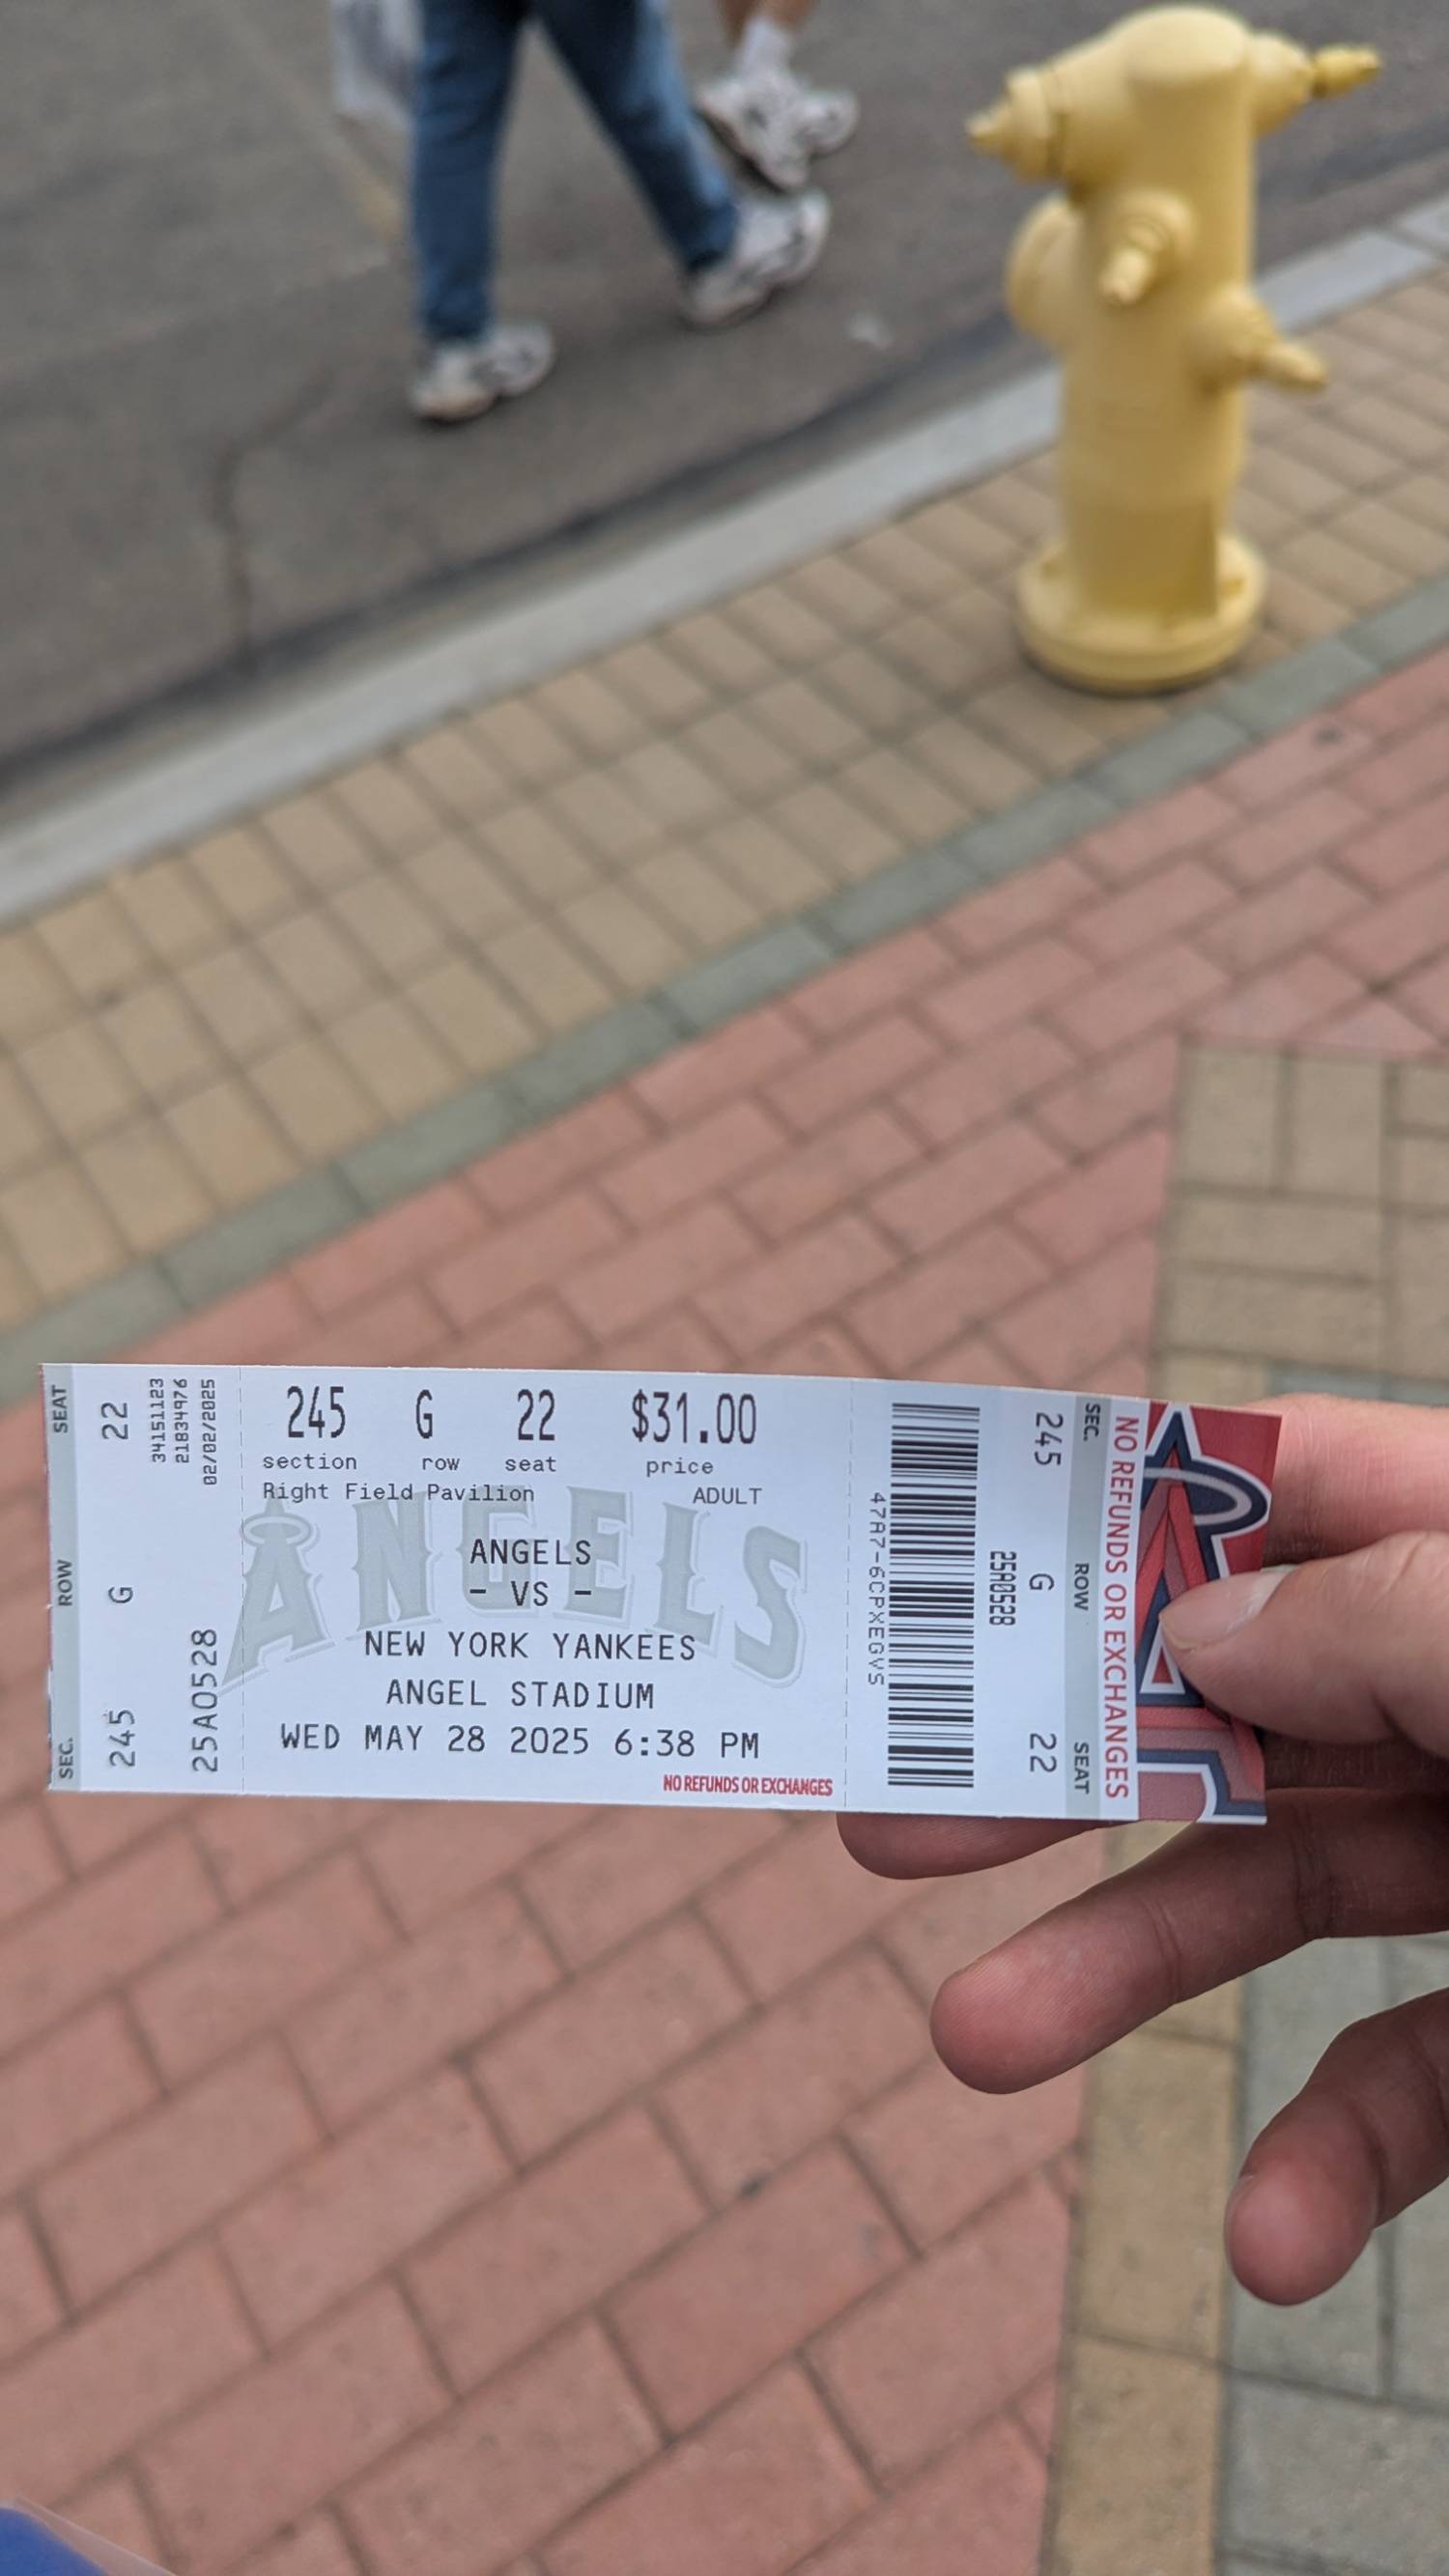 SEAT ROW SEC.
22 G 245
34151123
21834976
02/02/2025
25A0528
245 G 22 $31.00
section row seat price
Right Field Pavilion ADULT
ANGELS
ANGELS
- VS -
NEW YORK YANKEES
ANGEL STADIUM
WED MAY 28 2025 6:38 PM
NO REFUNDS OR EXCHANGES
47A7-6CPXEGVS
25A0528
245 G 22
SEC. ROW SEAT
NO REFUNDS OR EXCHANGES